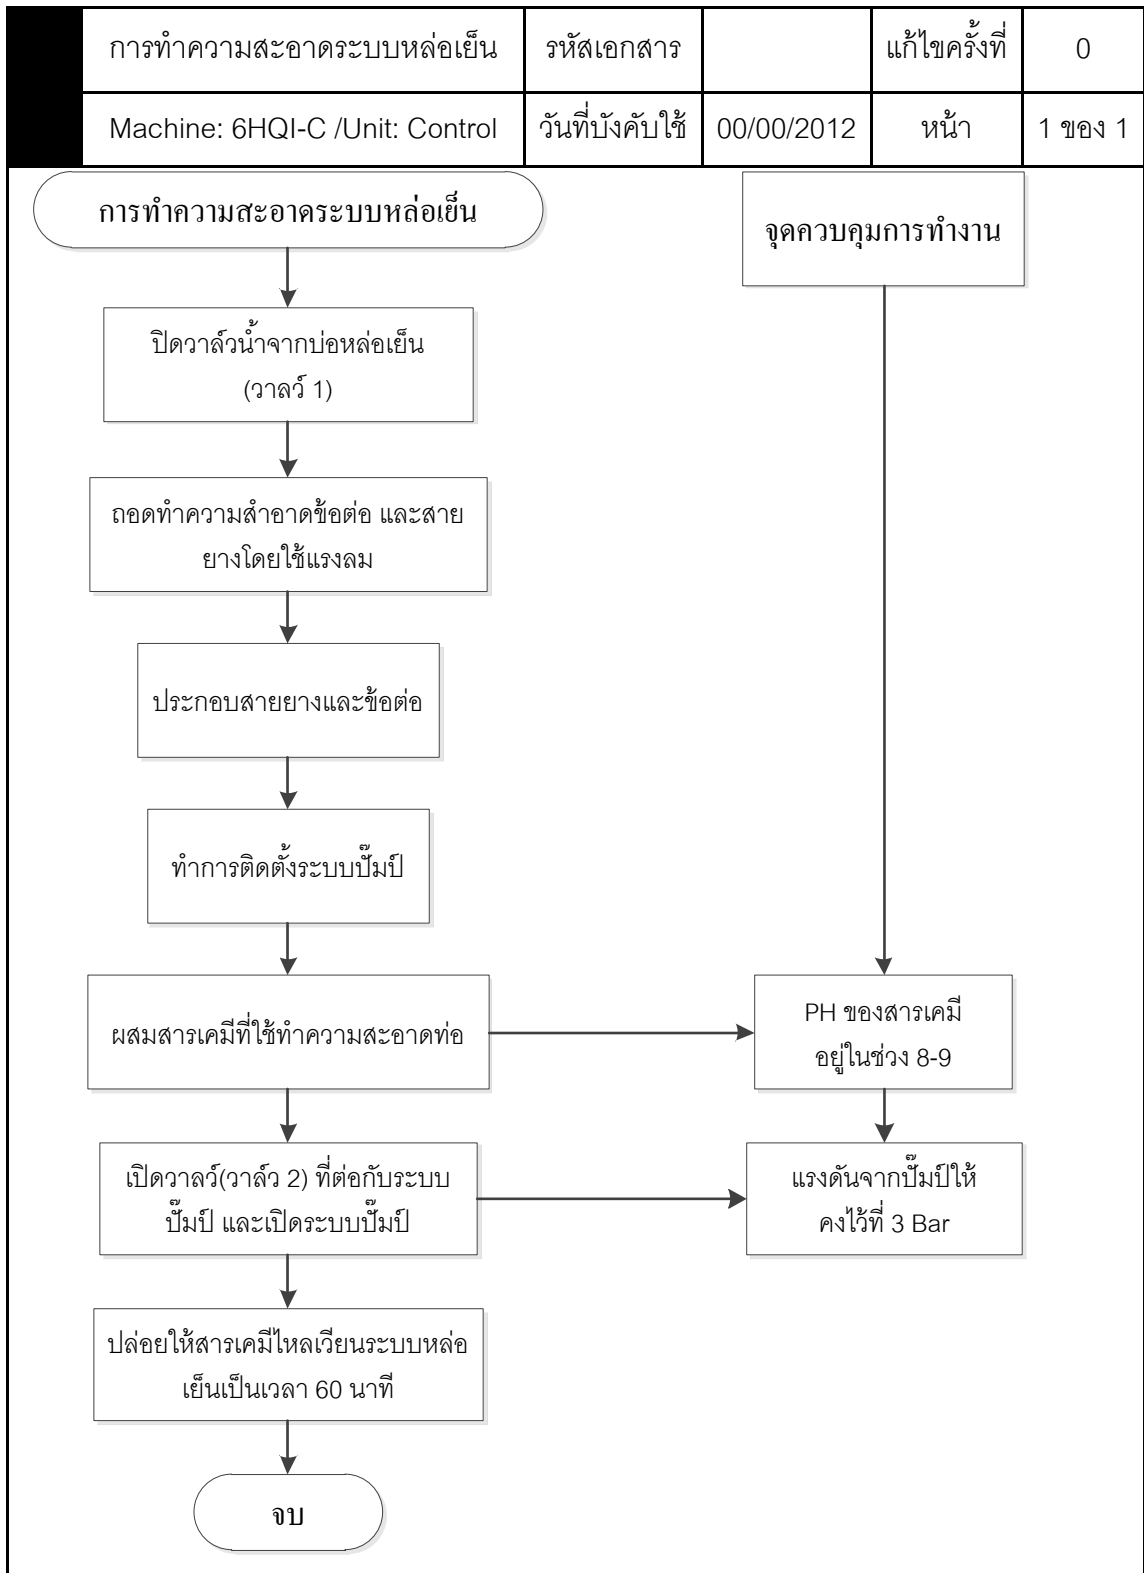 การทำความสะอาดระบบหล่อเย็น
รหัสเอกสาร
แก้ไขครั้งที่
0
Machine: 6HQI-C /Unit: Control
วันที่บังคับใช้
00/00/2012
หน้า
1 ของ 1
การทำความสะอาดระบบหล่อเย็น
จุดควบคุมการทำงาน
ปิดวาล์วน้ำจากบ่อหล่อเย็น
(วาลว์ 1)
ถอดทำความสำอาดข้อต่อ และสาย
ยางโดยใช้แรงลม
ประกอบสายยางและข้อต่อ
ทำการติดตั้งระบบปั๊มป์
ผสมสารเคมีที่ใช้ทำความสะอาดท่อ
PH ของสารเคมี
อยู่ในช่วง 8-9
เปิดวาลว์(วาล์ว 2) ที่ต่อกับระบบ
ปั๊มป์ และเปิดระบบปั๊มป์
แรงดันจากปั๊มป์ให้
คงไว้ที่ 3 Bar
ปล่อยให้สารเคมีไหลเวียนระบบหล่อ
เย็นเป็นเวลา 60 นาที
จบ